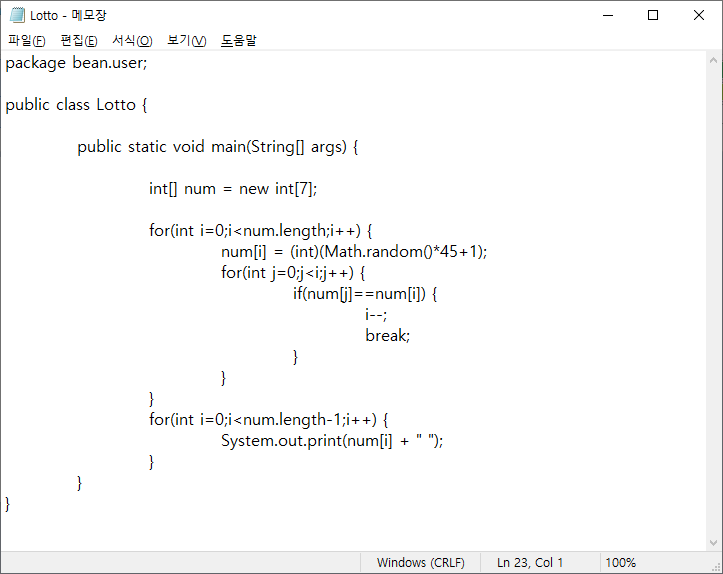 Lotto - 메모장
파일(F) 편집(E) 서식(O) 보기(V) 도움말
package bean.user;
public class Lotto {
public static void main(String[] args) {
int[] num = new int[7];
for(int i=0;i<num.length;i++) {
num[i] = (int)(Math.random()*45+1);
for(int j=0;j<i;j++) {
if(num[j]==num[i]) {
i--;
break;
}
}
}
for(int i=0;i<num.length-1;i++) {
System.out.print(num[i] + " ");
}
}
}
Windows (CRLF) Ln 23, Col 1 100%